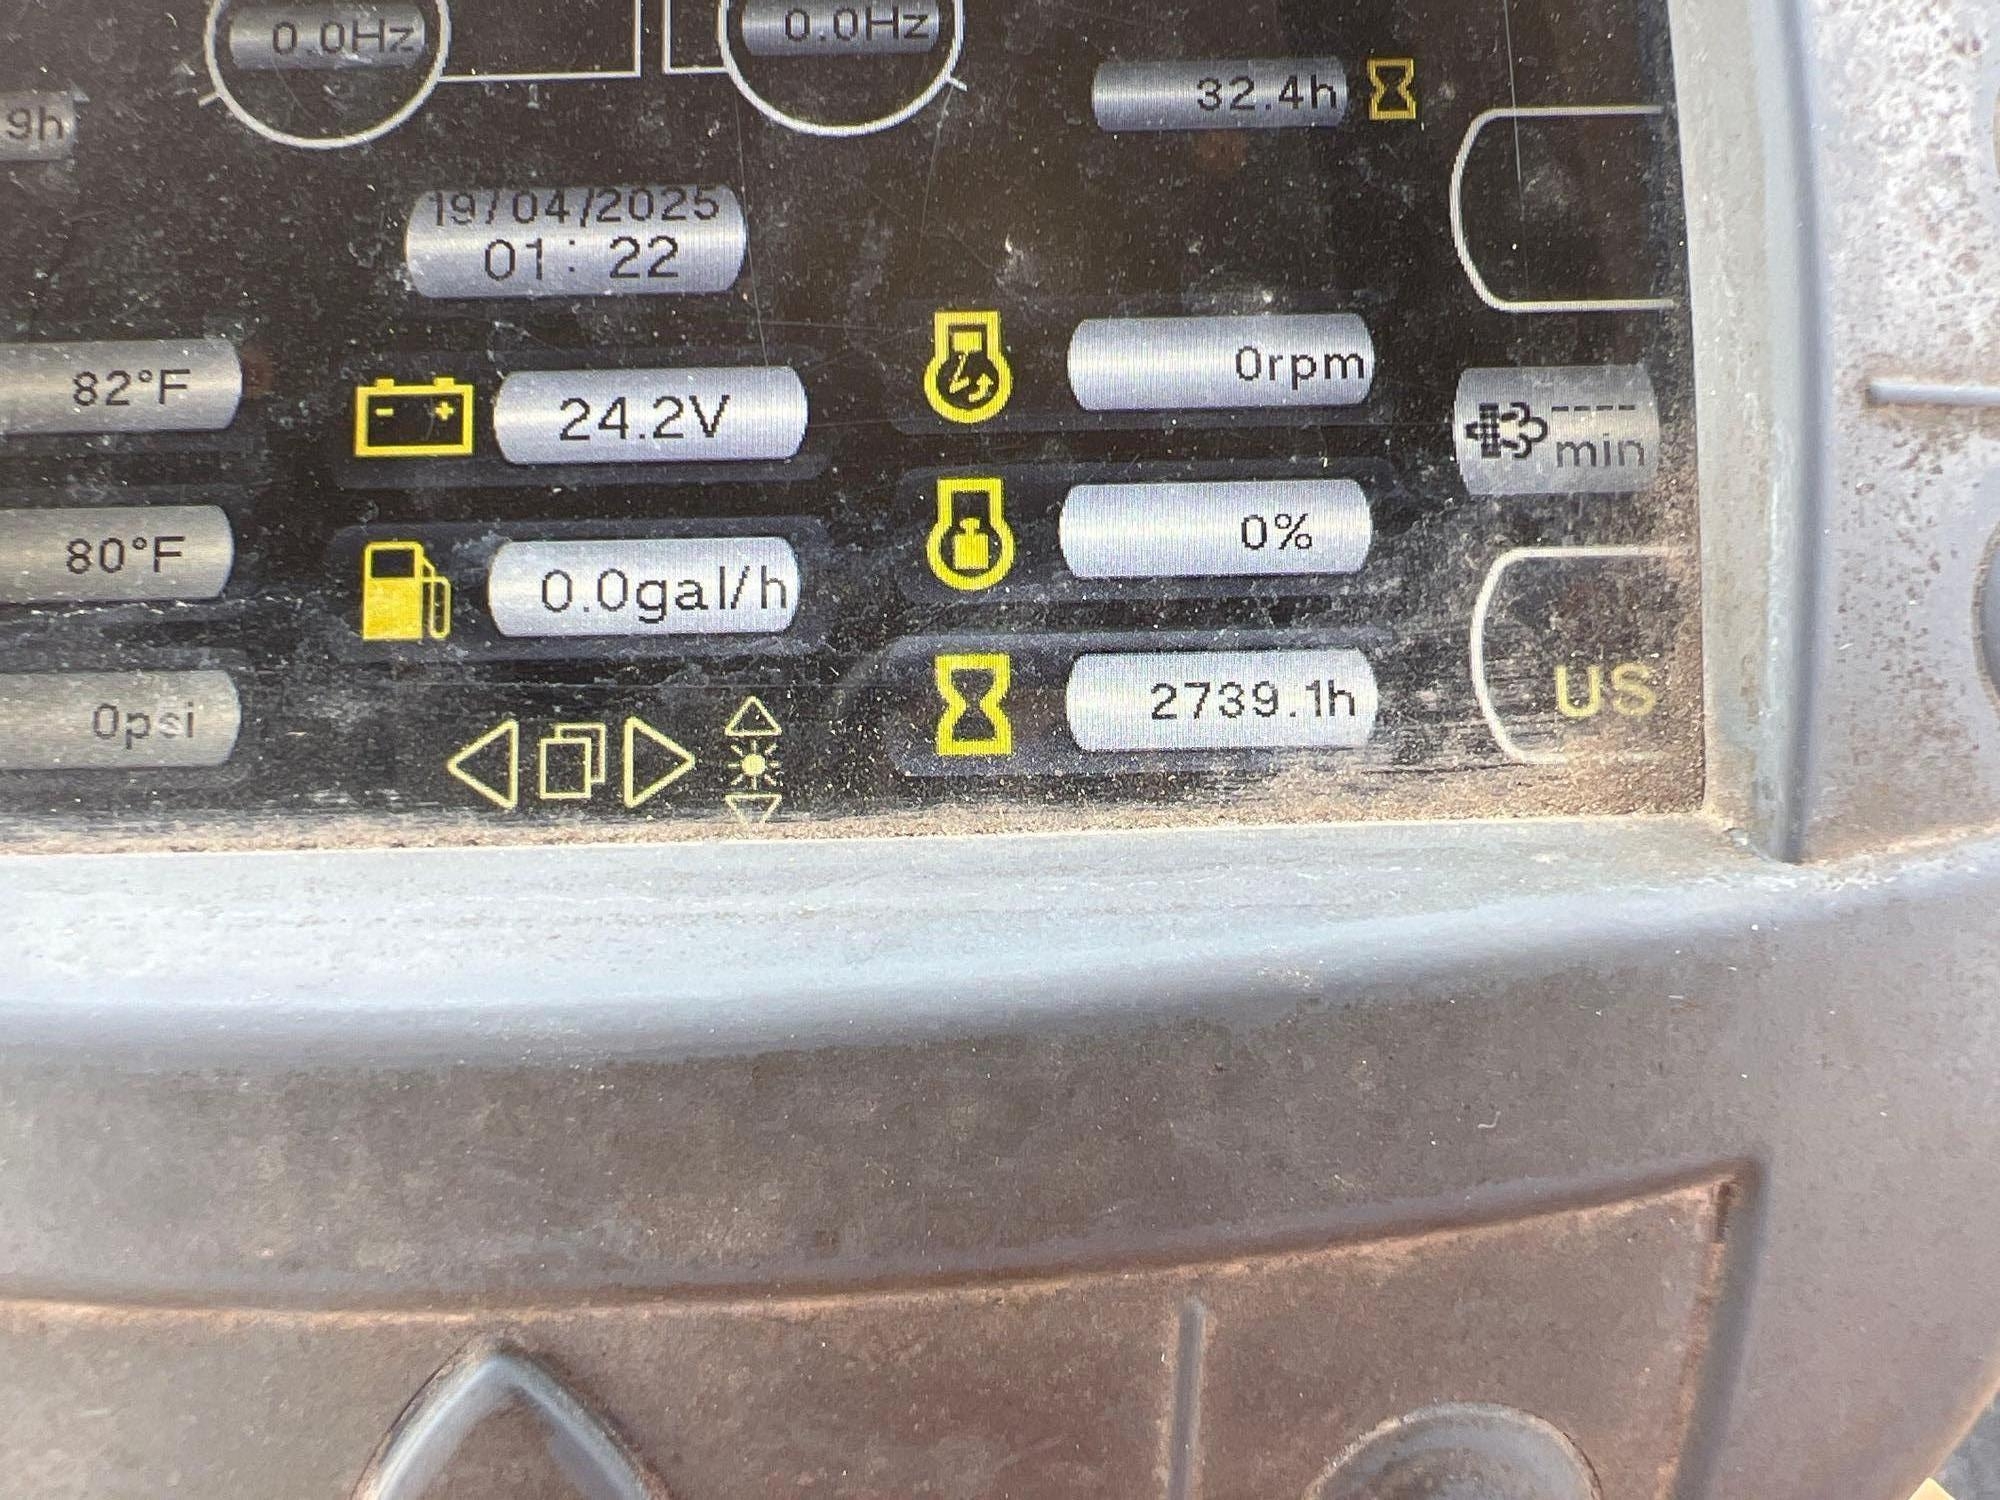 0.0Hz
0.0Hz
32.4h
9h
19/04/2025
01: 22
82°F
24.2V
0rpm
----
min
80°F
0.0gal/h
0%
0psi
2739.1h
US